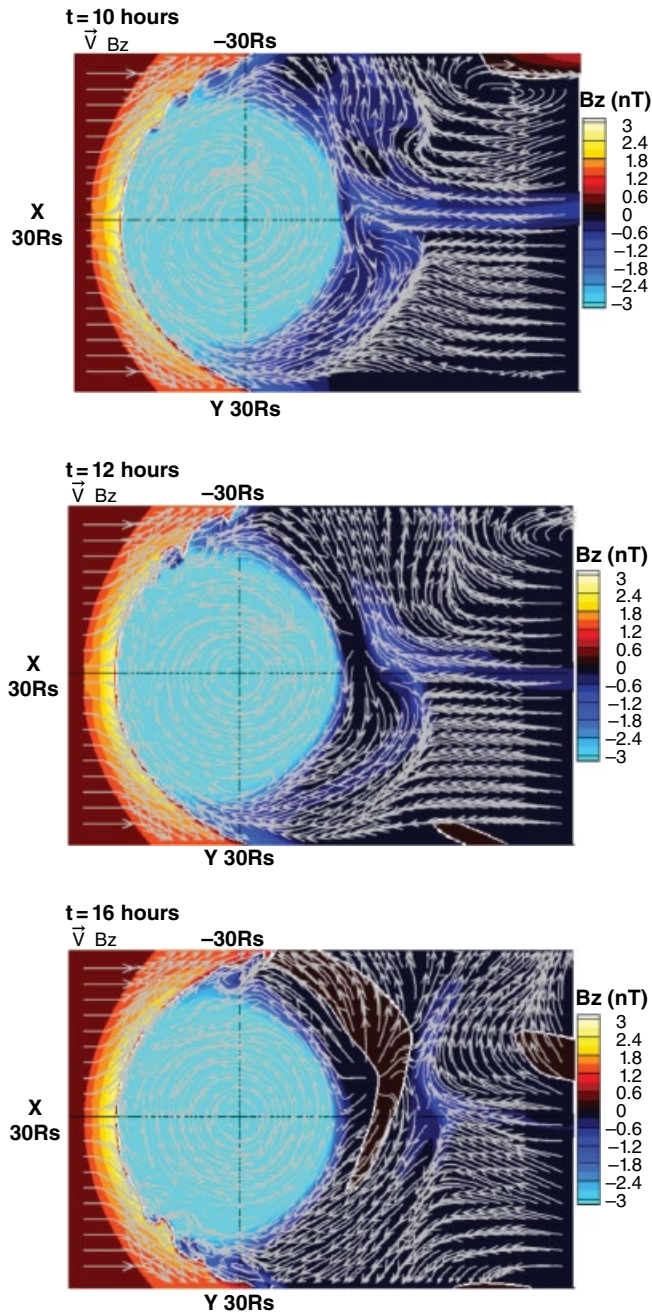 t = 10 hours
V Bz
−30Rs
Bz (nT)
3
2.4
1.8
1.2
0.6
0
−0.6
−1.2
−1.8
−2.4
−3
X
30Rs
Y 30Rs
t = 12 hours
V Bz
−30Rs
Bz (nT)
3
2.4
1.8
1.2
0.6
0
−0.6
−1.2
−1.8
−2.4
−3
X
30Rs
Y 30Rs
t = 16 hours
V Bz
−30Rs
Bz (nT)
3
2.4
1.8
1.2
0.6
0
−0.6
−1.2
−1.8
−2.4
−3
X
30Rs
Y 30Rs